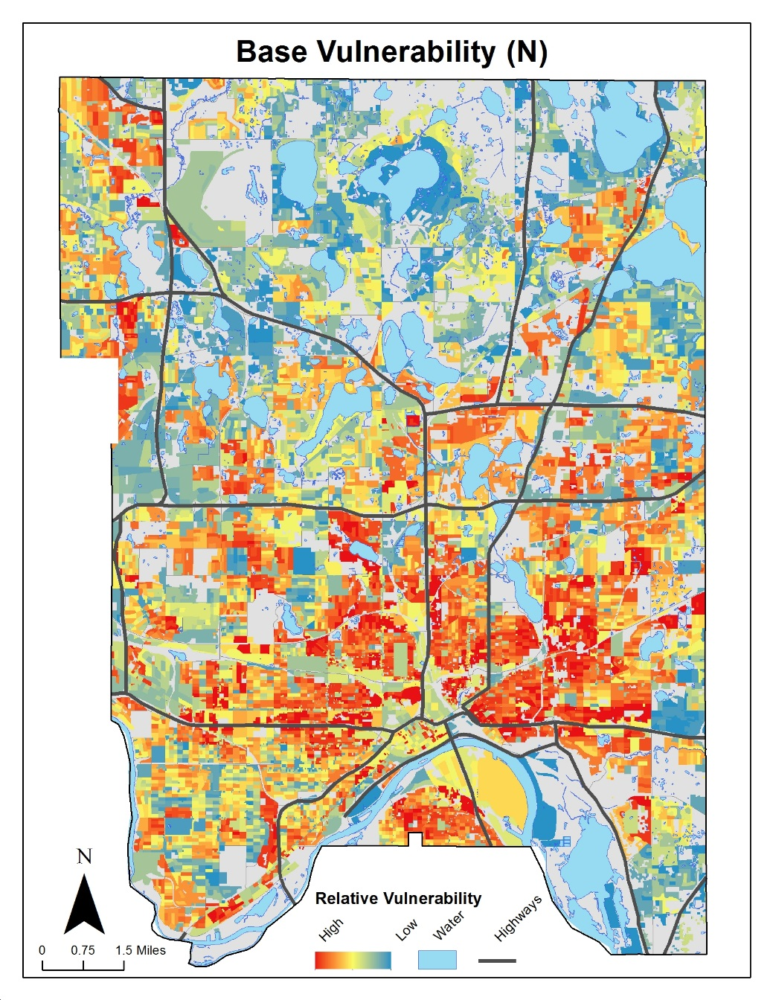 Base Vulnerability (N)
N
0 0.75 1.5 Miles
Relative Vulnerability
High Low Water Highways